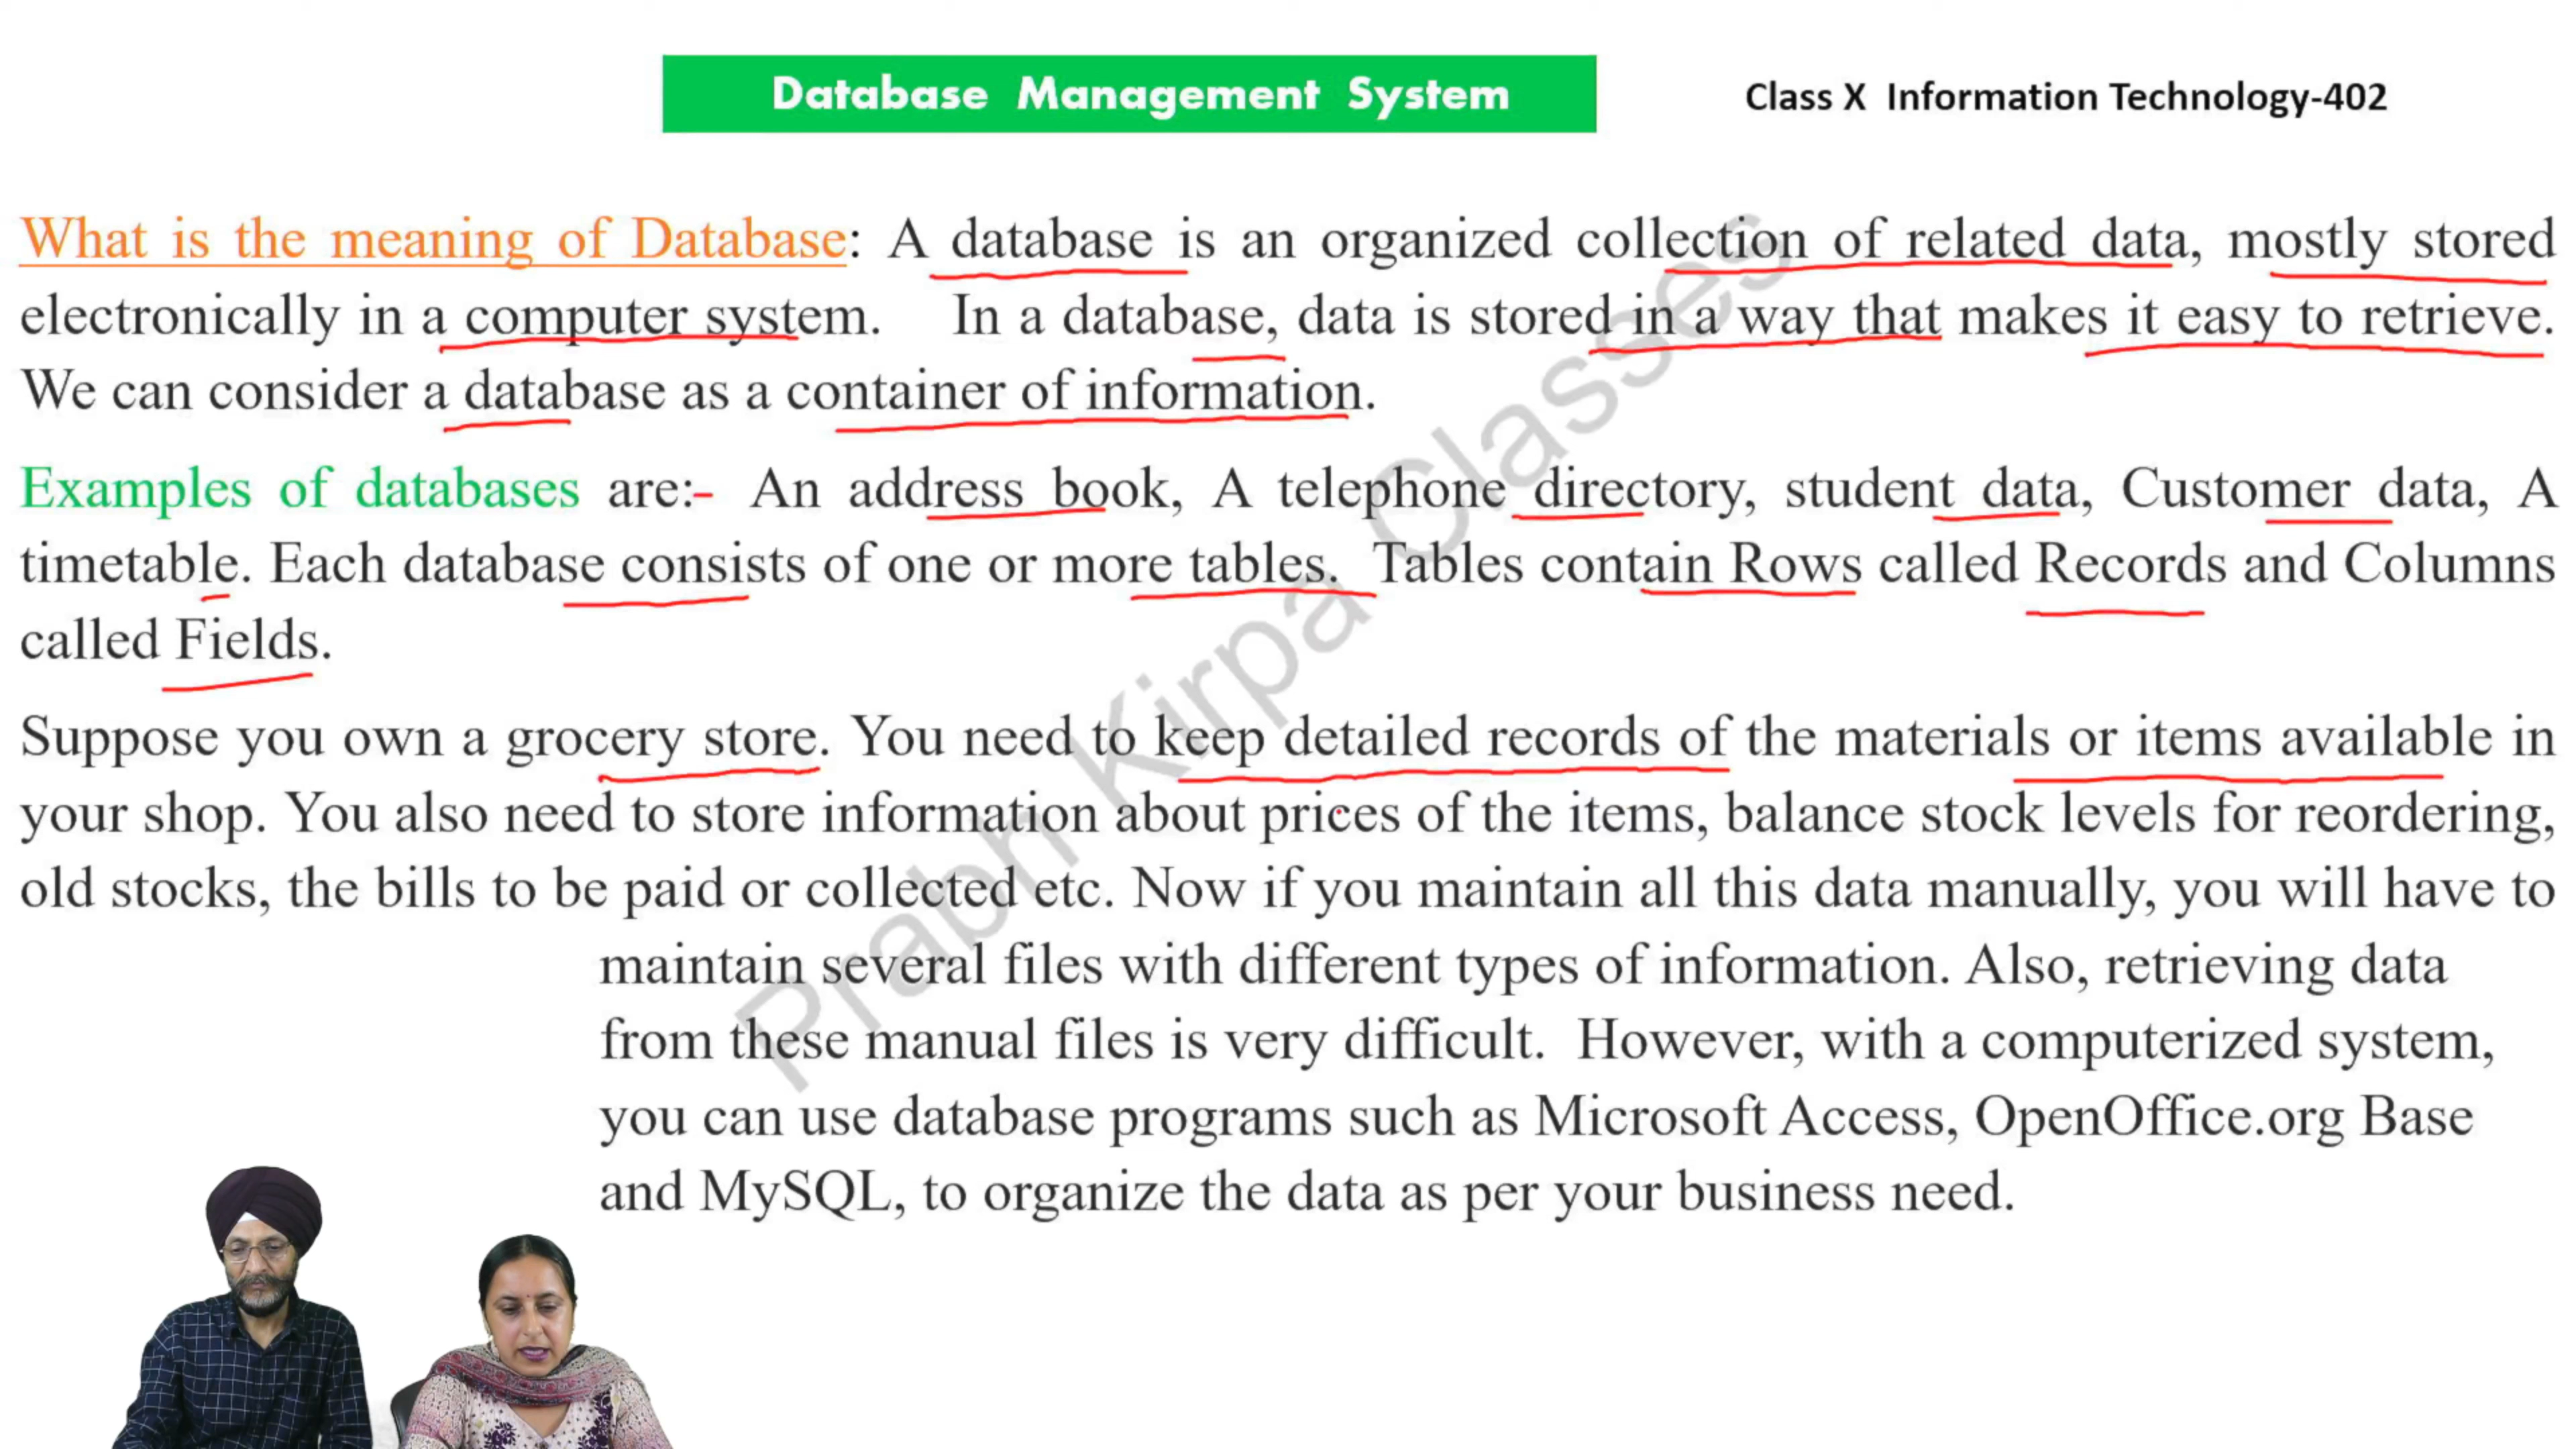 Database Management System
Class X Information Technology-402
What is the meaning of Database: A database is an organized collection of related data, mostly stored
electronically in a computer system. In a database, data is stored in a way that makes it easy to retrieve.
We can consider a database as a container of information.
Examples of databases are:- An address book, A telephone directory, student data, Customer data, A
timetable. Each database consists of one or more tables. Tables contain Rows called Records and Columns
called Fields.
Suppose you own a grocery store. You need to keep detailed records of the materials or items available in
your shop. You also need to store information about prices of the items, balance stock levels for reordering,
old stocks, the bills to be paid or collected etc. Now if you maintain all this data manually, you will have to
maintain several files with different types of information. Also, retrieving data
from these manual files is very difficult. However, with a computerized system,
you can use database programs such as Microsoft Access, OpenOffice.org Base
and MySQL, to organize the data as per your business need.
Prabh Kirpa Classes